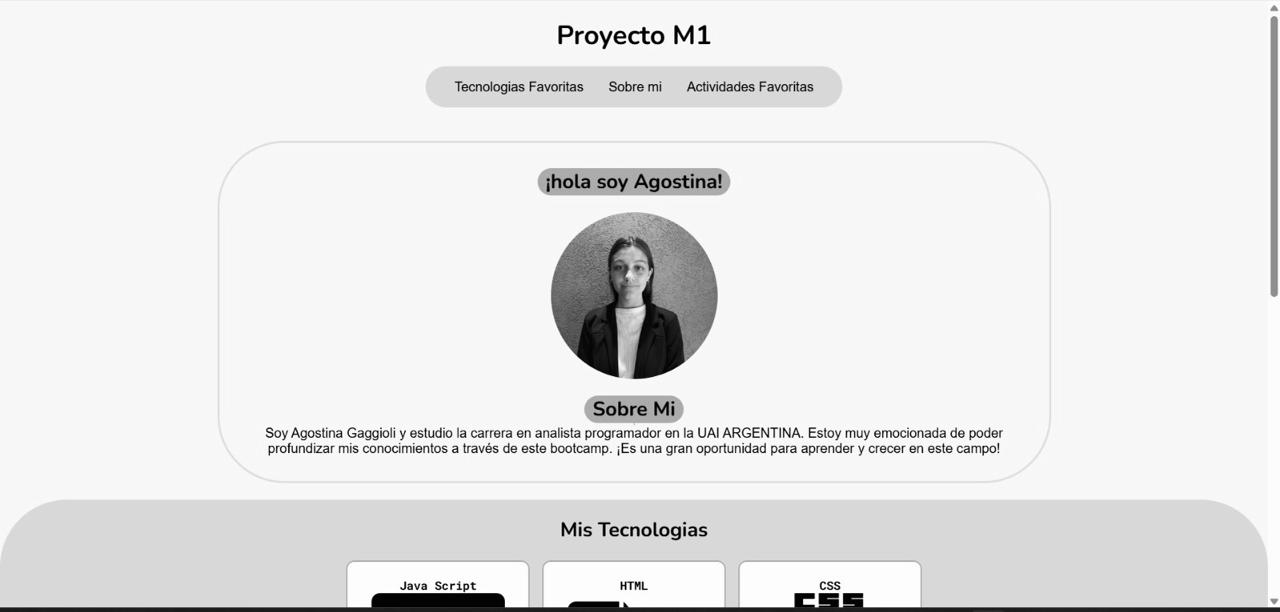 Proyecto M1
Tecnologias Favoritas Sobre mi Actividades Favoritas
¡hola soy Agostina!
Sobre Mi
Soy Agostina Gaggioli y estudio la carrera en analista programador en la UAI ARGENTINA. Estoy muy emocionada de poder
profundizar mis conocimientos a través de este bootcamp. ¡Es una gran oportunidad para aprender y crecer en este campo!
Mis Tecnologias
Java Script HTML CSS
CSS